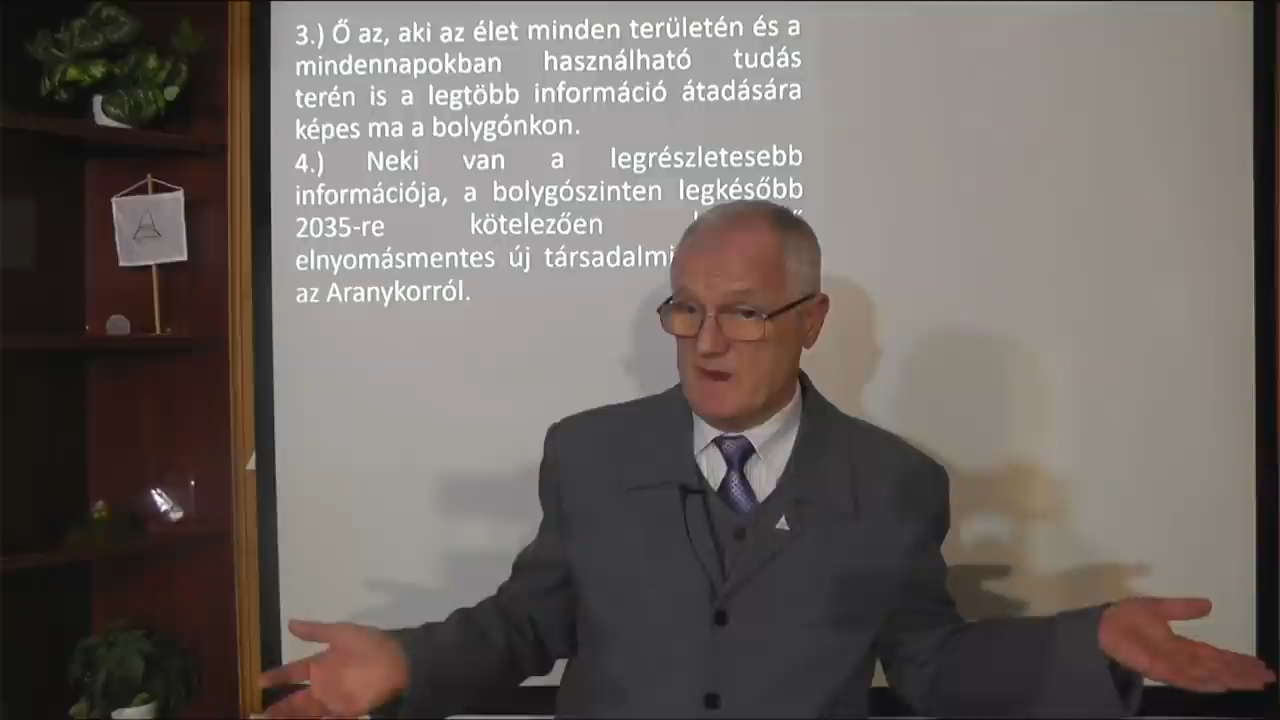 3.) Ő az, aki az élet minden területén és a
mindennapokban használható tudás
terén is a legtöbb információ átadására
képes ma a bolygónkon.
4.) Neki van a legrészletesebb
információja, a bolygószinten legkésőbb
2035-re kötelezően
elnyomásmentes új társadalmi
az Aranykorról.